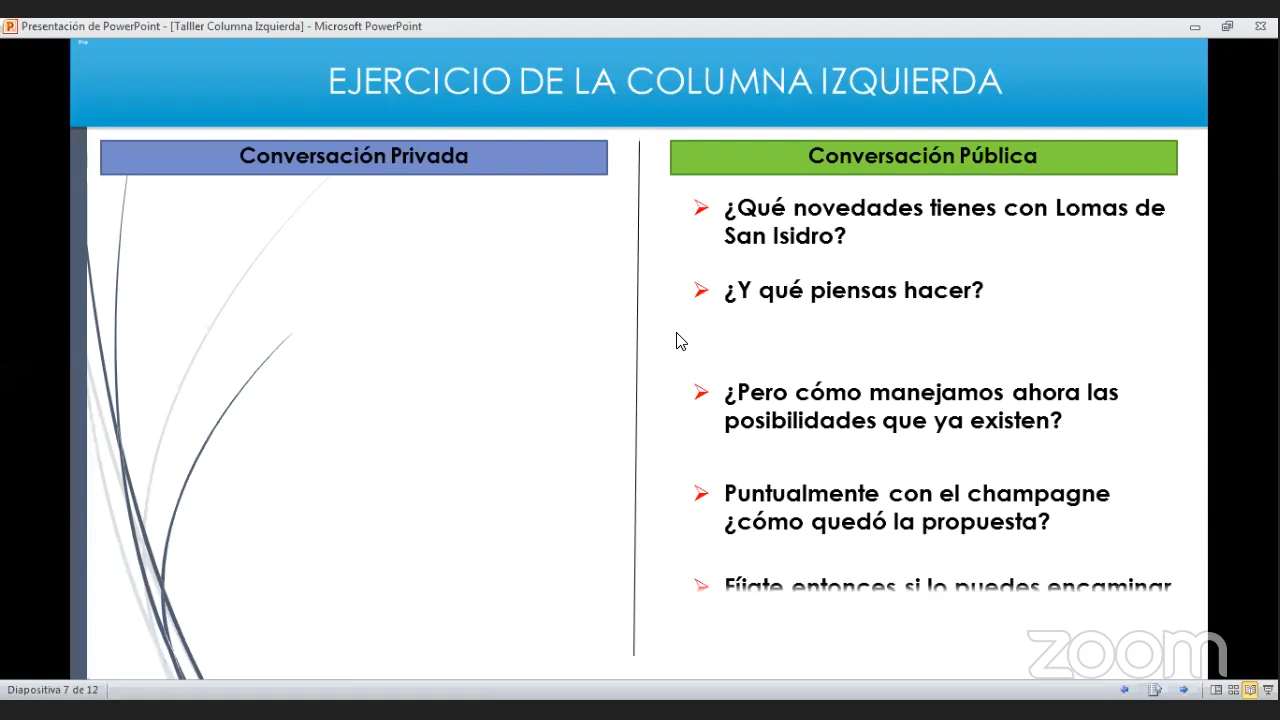 Presentación de PowerPoint - [Talller Columna Izquierda] - Microsoft PowerPoint
EJERCICIO DE LA COLUMNA IZQUIERDA
Conversación Privada
Conversación Pública
¿Qué novedades tienes con Lomas de
San Isidro?
¿Y qué piensas hacer?
¿Pero cómo manejamos ahora las
posibilidades que ya existen?
Puntualmente con el champagne
¿cómo quedó la propuesta?
Fíjate entonces si lo puedes encaminar
zoom
Diapositiva 7 de 12